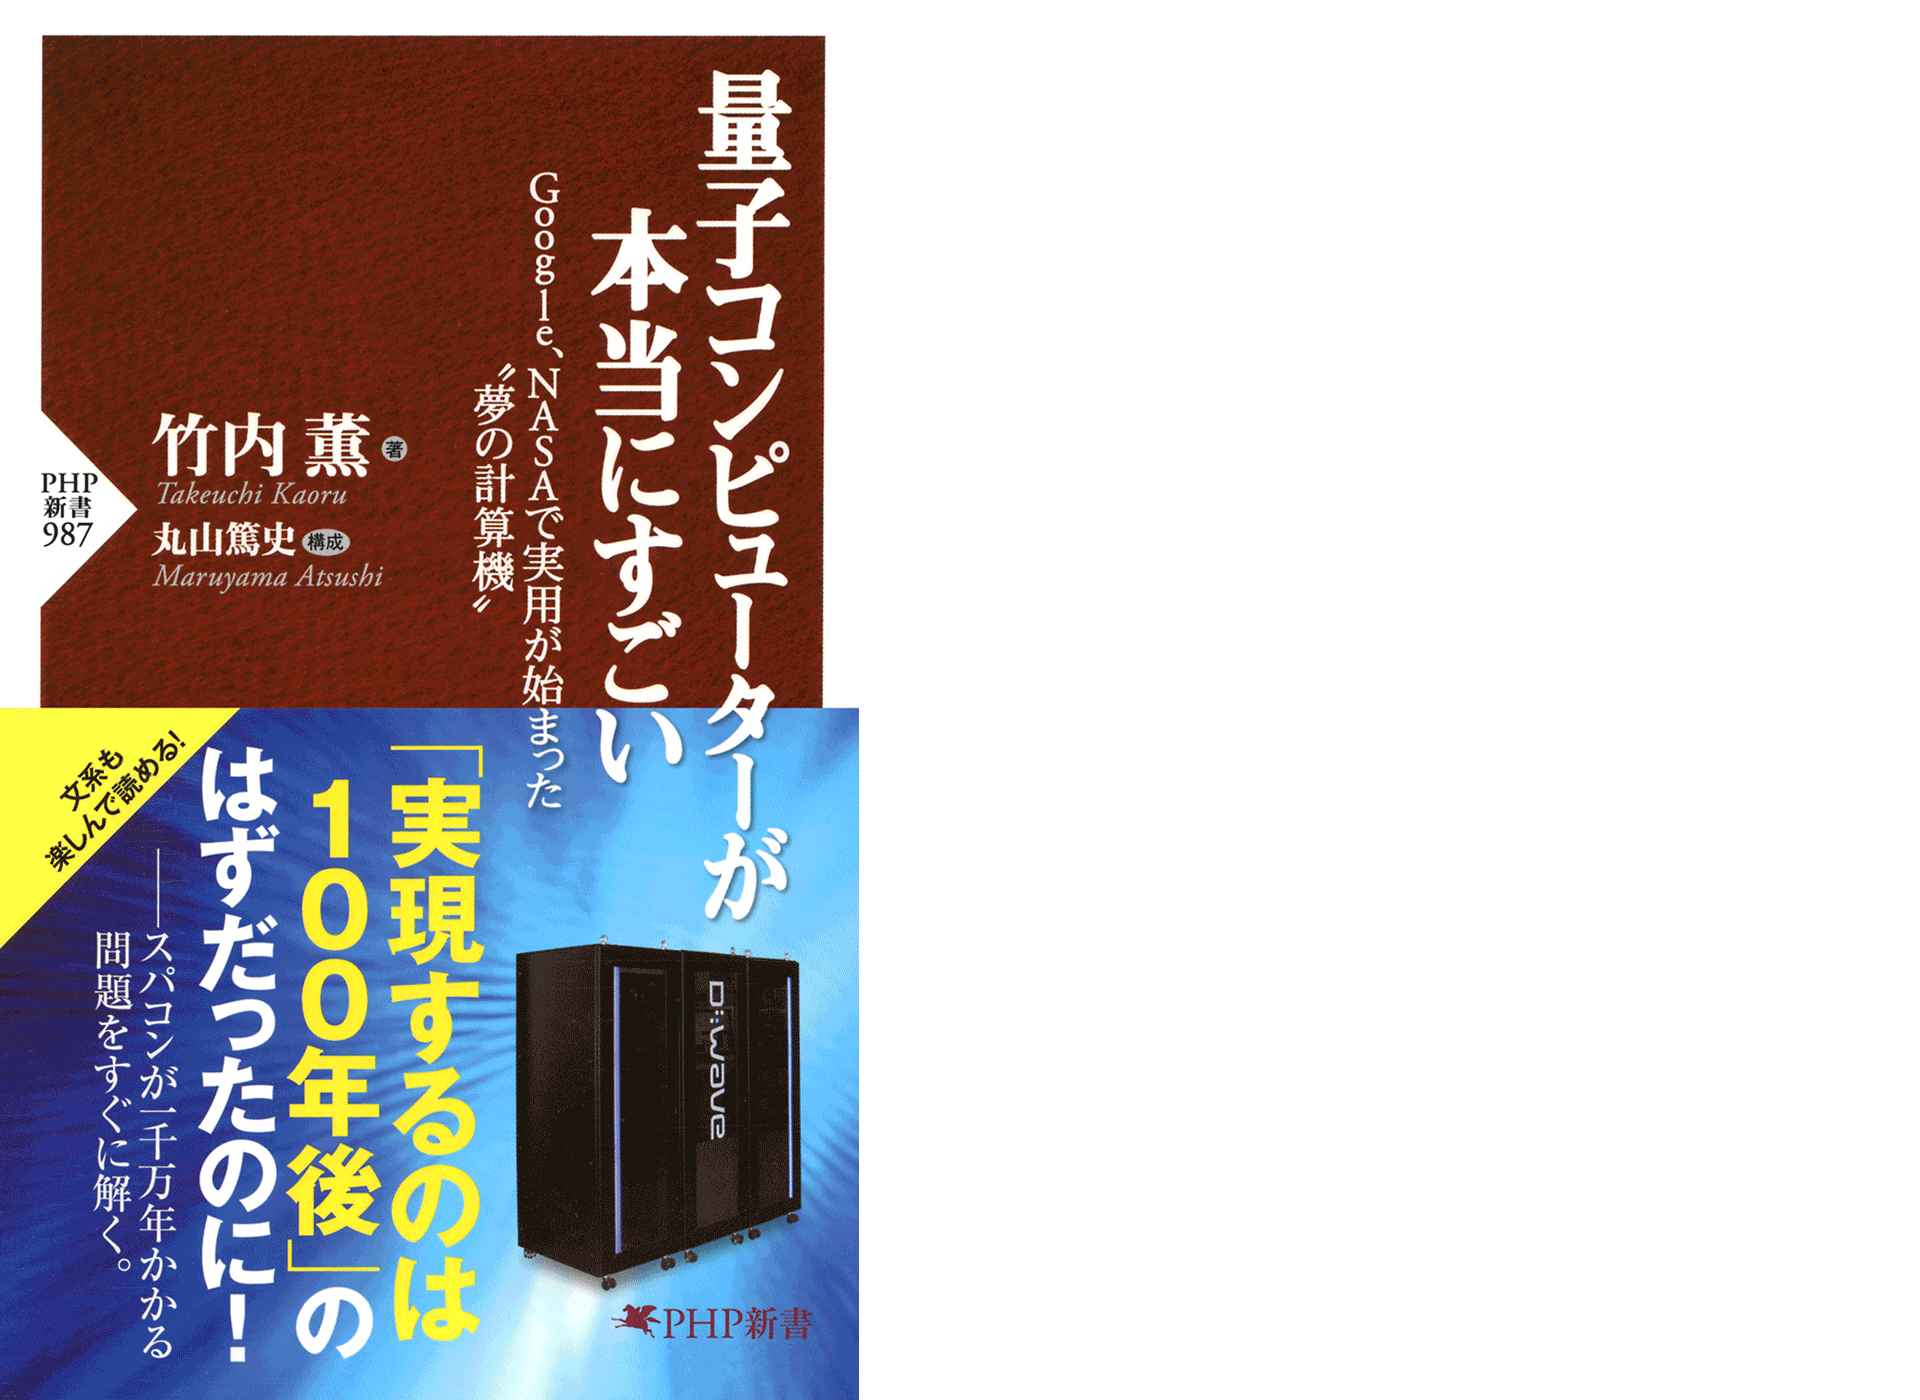 量子コンピューターが
本当にすごい
Google、NASAで実用が始まった
〝夢の計算機〟
竹内 薫 著
Takeuchi Kaoru
丸山篤史 構成
Maruyama Atsushi
PHP
新書
987
文系も
楽しんで読める!
「実現するのは
100年後」の
はずだったのに!
――スパコンが一千万年かかる
問題をすぐに解く。
D:Wave
PHP新書